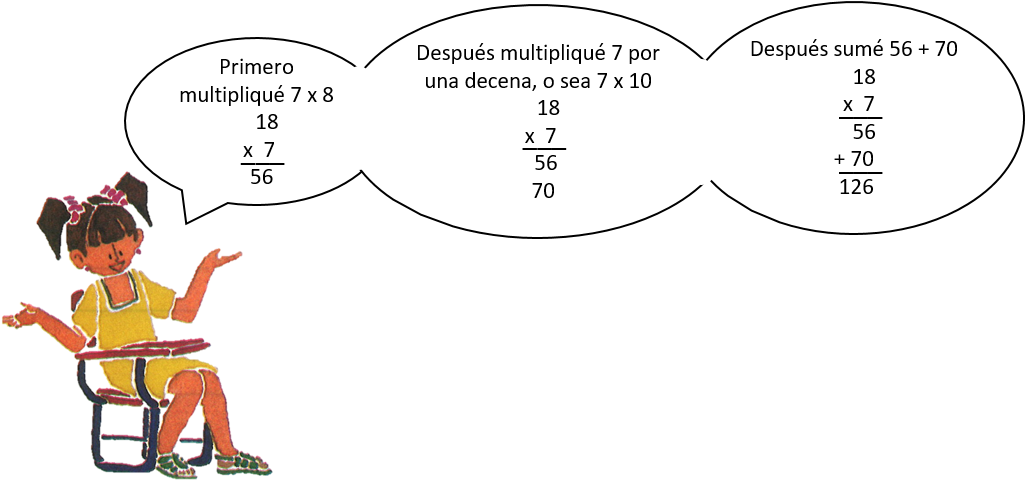 Primero
multipliqué 7 x 8
18
x 7
56
Después multipliqué 7 por
una decena, o sea 7 x 10
18
x 7
56
70
Después sumé 56 + 70
18
x 7
56
+ 70
126